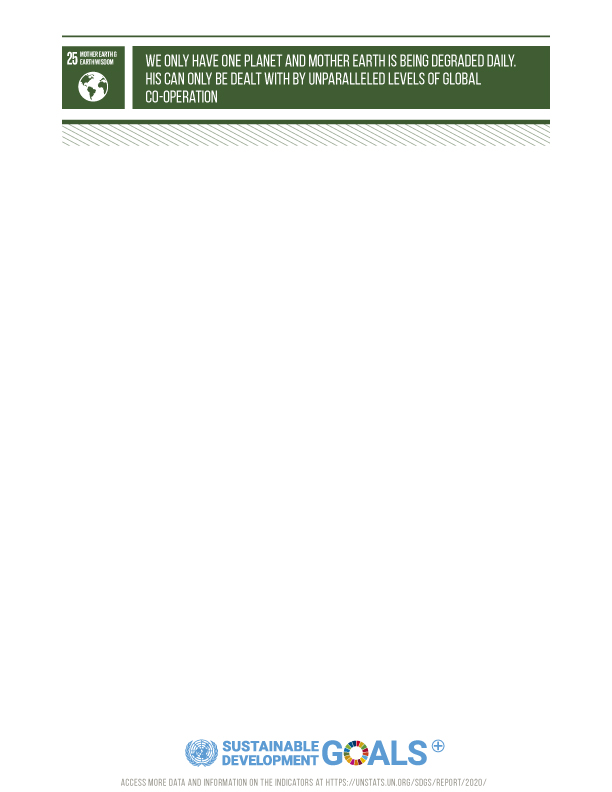 25 MOTHER EARTH &
EARTH WISDOM
WE ONLY HAVE ONE PLANET AND MOTHER EARTH IS BEING DEGRADED DAILY.
HIS CAN ONLY BE DEALT WITH BY UNPARALLELED LEVELS OF GLOBAL
CO-OPERATION
SUSTAINABLE
DEVELOPMENT GOALS
ACCESS MORE DATA AND INFORMATION ON THE INDICATORS AT HTTPS://UNSTATS.UN.ORG/SDGS/REPORT/2020/